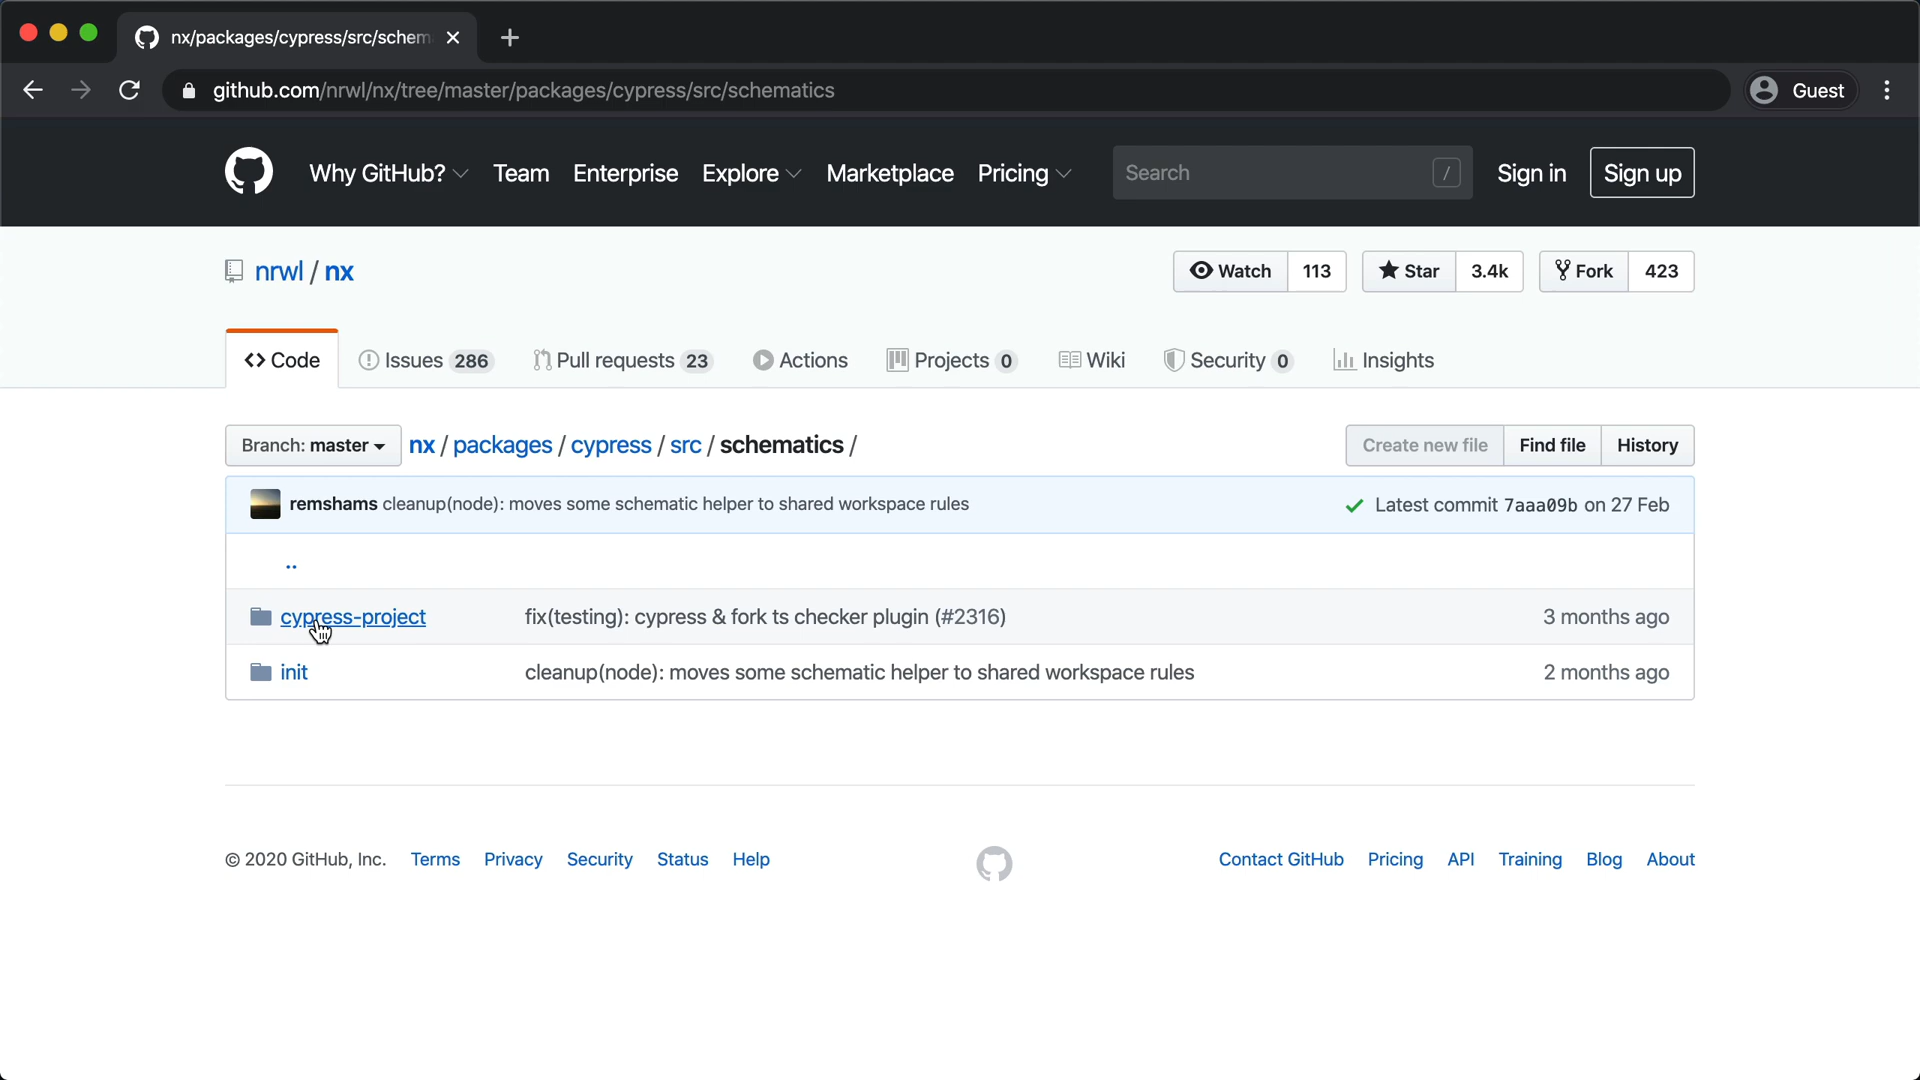 nx/packages/cypress/src/schem
github.com/nrwl/nx/tree/master/packages/cypress/src/schematics
Guest
Why GitHub? Team Enterprise Explore Marketplace Pricing Search / Sign in Sign up
nrwl / nx
Watch 113 Star 3.4k Fork 423
Code Issues 286 Pull requests 23 Actions Projects 0 Wiki Security 0 Insights
Branch: master nx / packages / cypress / src / schematics / Create new file Find file History
remshams cleanup(node): moves some schematic helper to shared workspace rules Latest commit 7aaa09b on 27 Feb
..
cypress-project fix(testing): cypress & fork ts checker plugin (#2316) 3 months ago
init cleanup(node): moves some schematic helper to shared workspace rules 2 months ago
© 2020 GitHub, Inc. Terms Privacy Security Status Help Contact GitHub Pricing API Training Blog About